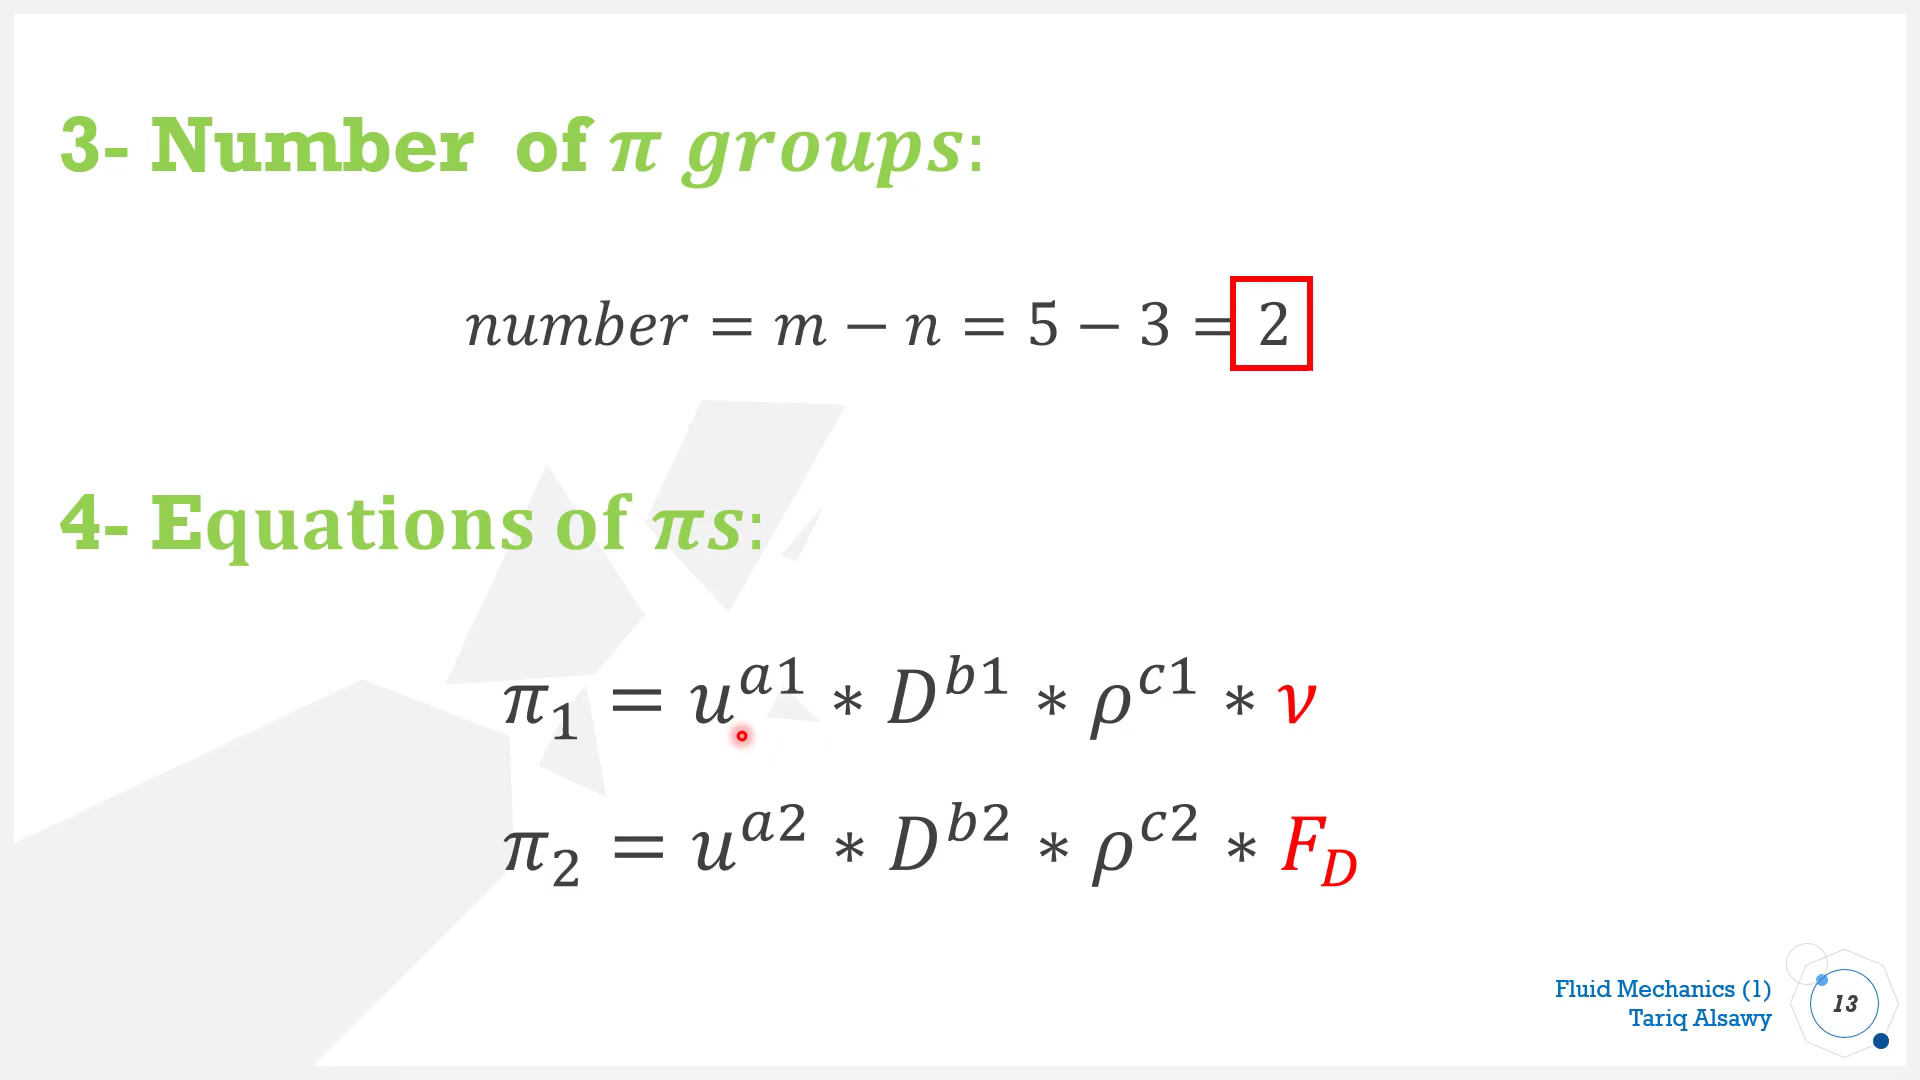 3- Number of π groups:
number = m − n = 5 − 3 = 2
4- Equations of πs:
π₁ = u^{a1} * D^{b1} * ρ^{c1} * ν
π₂ = u^{a2} * D^{b2} * ρ^{c2} * F_D
Fluid Mechanics (1)
Tariq Alsawy
13